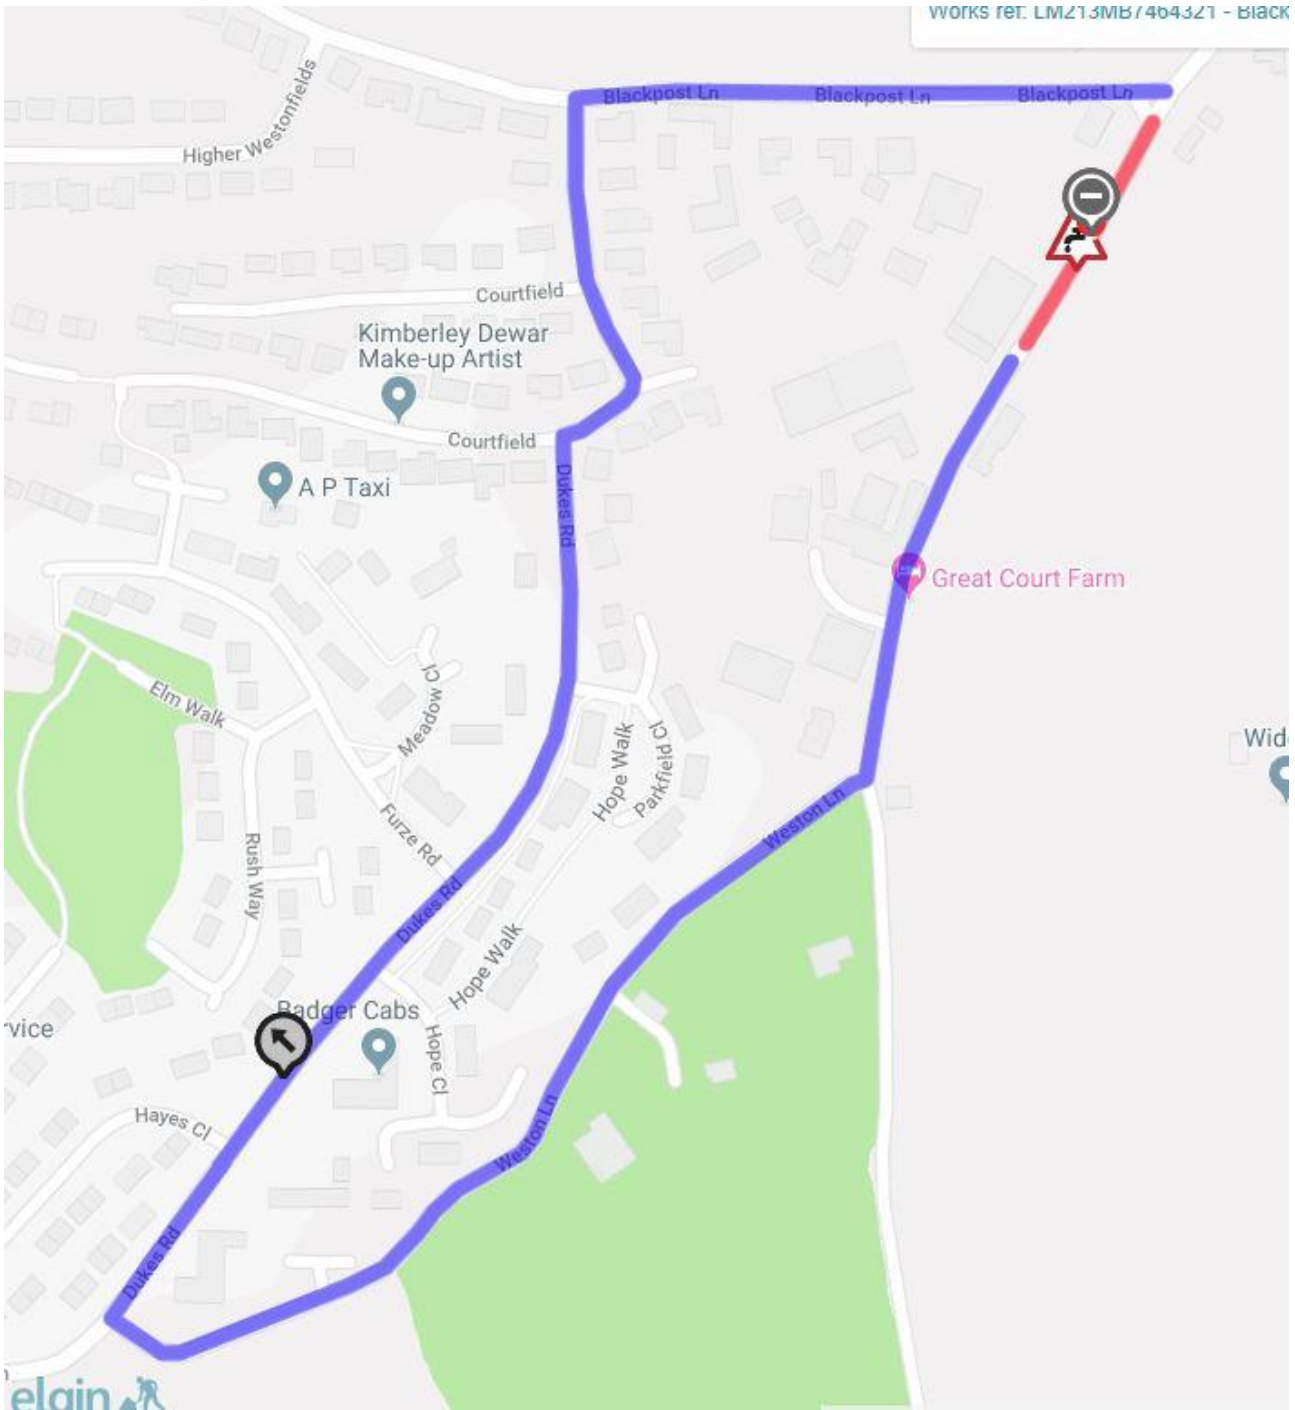 Works ref: LM213MB7464321 - Black
Blackpost Ln
Blackpost Ln
Blackpost Ln
Higher Westonfields
Courtfield
Kimberley Dewar
Make-up Artist
Courtfield
Dukes Rd
A P Taxi
Great Court Farm
Elm Walk
Meadow Cl
Hope Walk
Parkfield Cl
Wid
Weston Ln
Furze Rd
Rush Way
Dukes Rd
Hope Walk
Badger Cabs
rvice
Hope Cl
Hayes Cl
Weston Ln
Dukes Rd
elgin